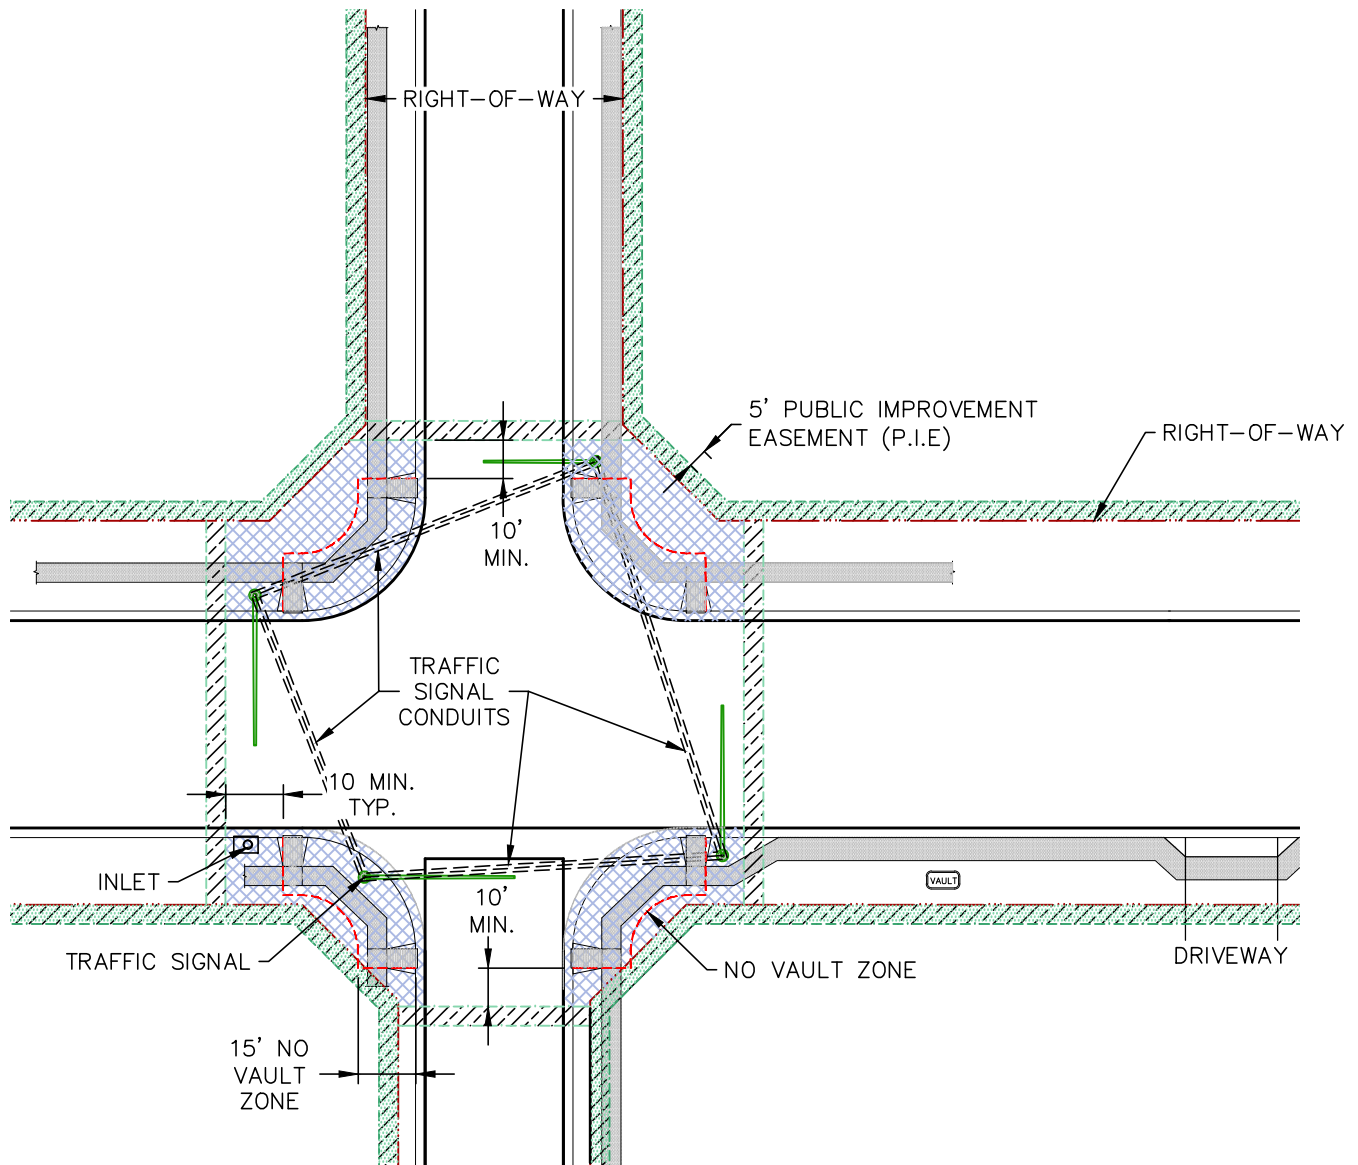 RIGHT-OF-WAY
5' PUBLIC IMPROVEMENT
EASEMENT (P.I.E)
RIGHT-OF-WAY
10'
MIN.
TRAFFIC
SIGNAL
CONDUITS
10 MIN.
TYP.
INLET
VAULT
10'
MIN.
TRAFFIC SIGNAL
NO VAULT ZONE
DRIVEWAY
15' NO
VAULT
ZONE